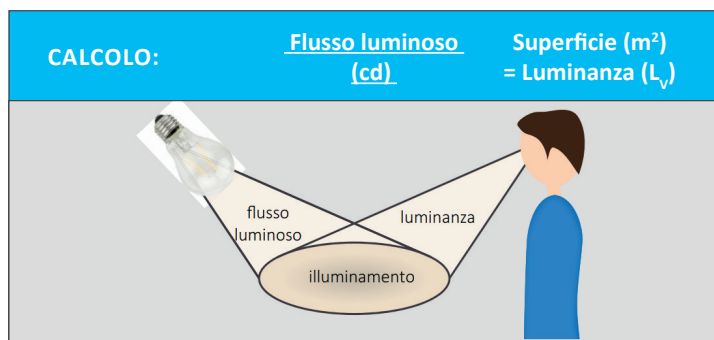 CALCOLO:
Flusso luminoso
(cd)
Superficie (m²)
= Luminanza (Lᵥ)
flusso
luminoso
luminanza
illuminamento